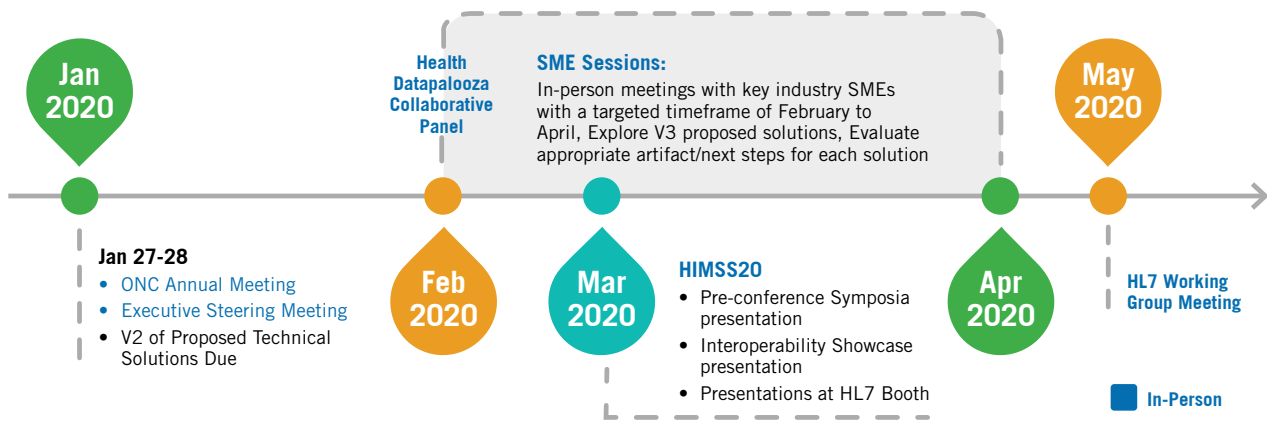 Jan
2020
Health
Datapalooza
Collaborative
Panel
SME Sessions:
In-person meetings with key industry SMEs
with a targeted timeframe of February to
April, Explore V3 proposed solutions, Evaluate
appropriate artifact/next steps for each solution
May
2020
Jan 27-28
• ONC Annual Meeting
• Executive Steering Meeting
• V2 of Proposed Technical
Solutions Due
Feb
2020
Mar
2020
HIMSS20
• Pre-conference Symposia
presentation
• Interoperability Showcase
presentation
• Presentations at HL7 Booth
Apr
2020
HL7 Working
Group Meeting
In-Person